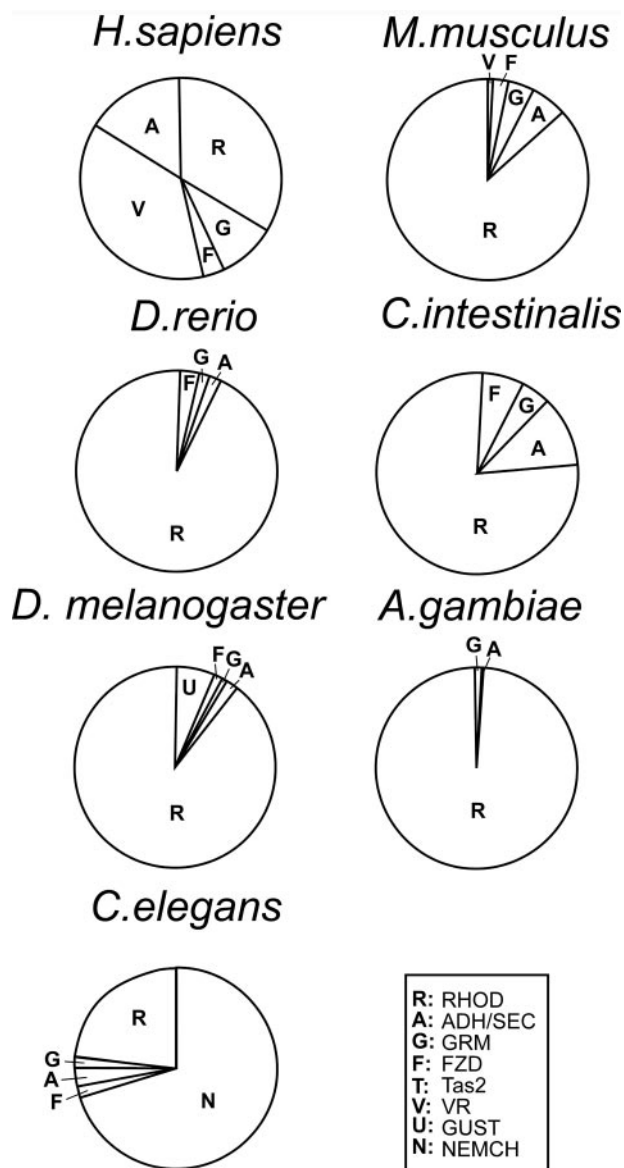 H.sapiens
A
R
V
G
F
M.musculus
V F
G
A
R
D.rerio
G A
F
R
C.intestinalis
F
G
A
R
D. melanogaster
F G A
U
R
A.gambiae
G A
R
C.elegans
R
G
A
F
N
R: RHOD
A: ADH/SEC
G: GRM
F: FZD
T: Tas2
V: VR
U: GUST
N: NEMCH